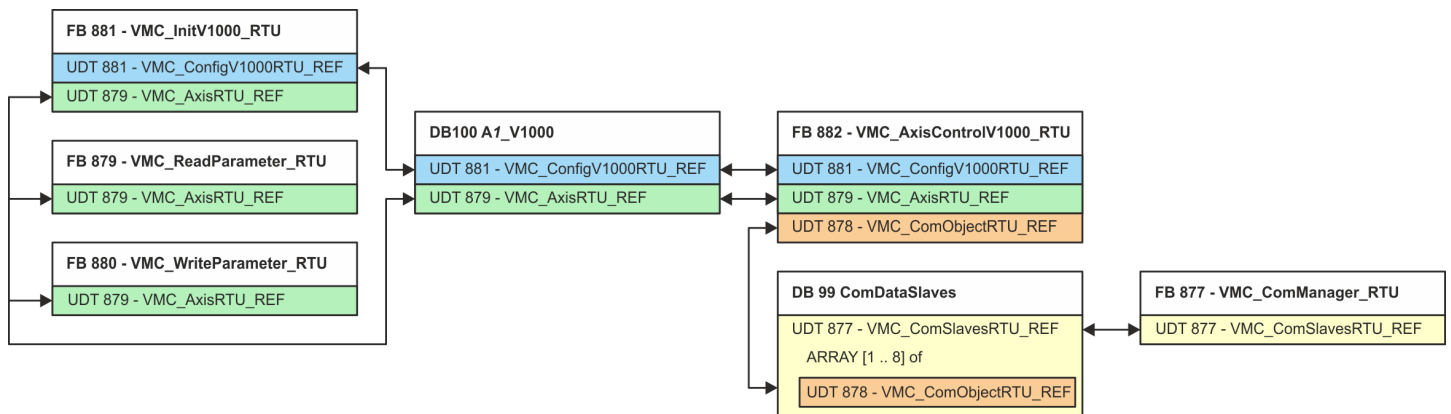 FB 881 - VMC_InitV1000_RTU
UDT 881 - VMC_ConfigV1000RTU_REF
UDT 879 - VMC_AxisRTU_REF
FB 879 - VMC_ReadParameter_RTU
UDT 879 - VMC_AxisRTU_REF
FB 880 - VMC_WriteParameter_RTU
UDT 879 - VMC_AxisRTU_REF
DB100 A1_V1000
UDT 881 - VMC_ConfigV1000RTU_REF
UDT 879 - VMC_AxisRTU_REF
FB 882 - VMC_AxisControlV1000_RTU
UDT 881 - VMC_ConfigV1000RTU_REF
UDT 879 - VMC_AxisRTU_REF
UDT 878 - VMC_ComObjectRTU_REF
DB 99 ComDataSlaves
UDT 877 - VMC_ComSlavesRTU_REF
ARRAY [1 .. 8] of
UDT 878 - VMC_ComObjectRTU_REF
FB 877 - VMC_ComManager_RTU
UDT 877 - VMC_ComSlavesRTU_REF